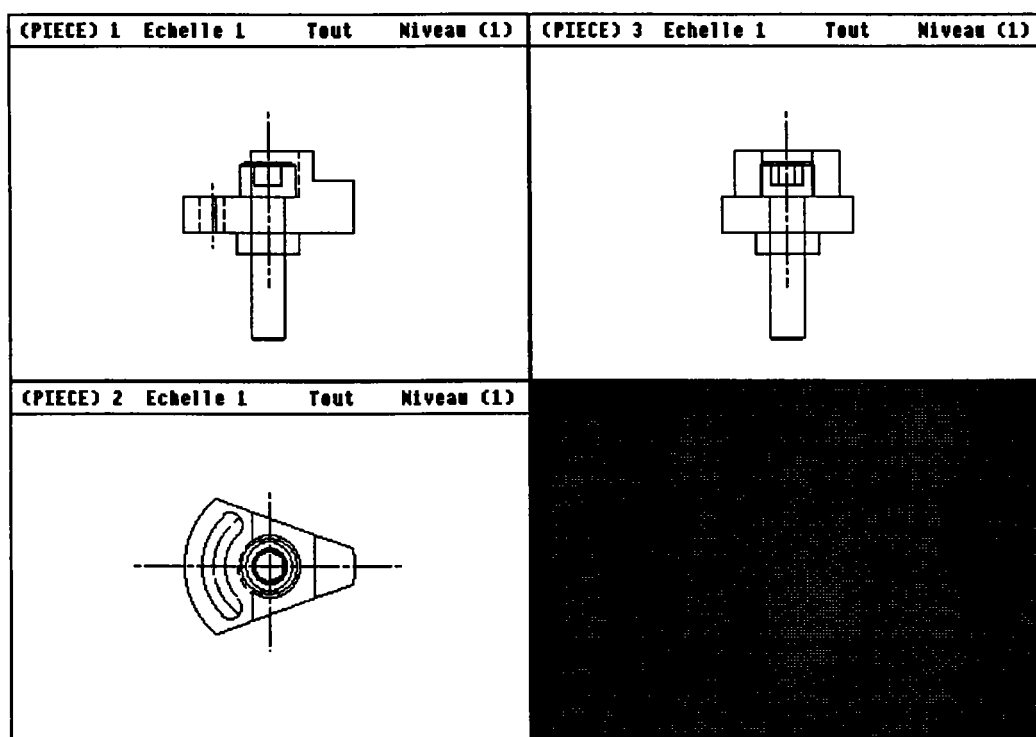 (PIECE) 1 Echelle 1 Tout Niveau (1)
(PIECE) 3 Echelle 1 Tout Niveau (1)
(PIECE) 2 Echelle 1 Tout Niveau (1)